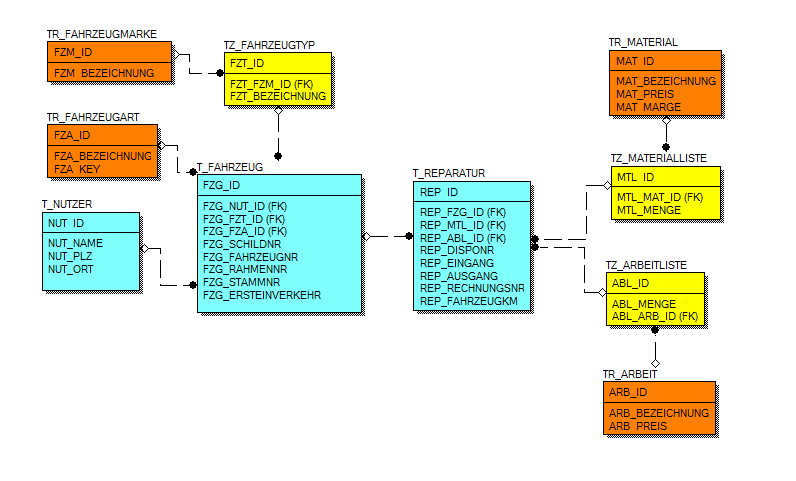 TR_FAHRZEUGMARKE
FZM_ID
FZM_BEZEICHNUNG
TZ_FAHRZEUGTYP
FZT_ID
FZT_FZM_ID (FK)
FZT_BEZEICHNUNG
TR_FAHRZEUGART
FZA_ID
FZA_BEZEICHNUNG
FZA_KEY
T_NUTZER
NUT_ID
NUT_NAME
NUT_PLZ
NUT_ORT
T_FAHRZEUG
FZG_ID
FZG_NUT_ID (FK)
FZG_FZT_ID (FK)
FZG_FZA_ID (FK)
FZG_SCHILDNR
FZG_FAHRZEUGNR
FZG_RAHMENNR
FZG_STAMMNR
FZG_ERSTEINVERKEHR
T_REPARATUR
REP_ID
REP_FZG_ID (FK)
REP_MTL_ID (FK)
REP_ABL_ID (FK)
REP_DISPONR
REP_EINGANG
REP_AUSGANG
REP_RECHNUNGSNR
REP_FAHRZEUGKM
TR_MATERIAL
MAT_ID
MAT_BEZEICHNUNG
MAT_PREIS
MAT_MARGE
TZ_MATERIALLISTE
MTL_ID
MTL_MAT_ID (FK)
MTL_MENGE
TZ_ARBEITLISTE
ABL_ID
ABL_MENGE
ABL_ARB_ID (FK)
TR_ARBEIT
ARB_ID
ARB_BEZEICHNUNG
ARB_PREIS